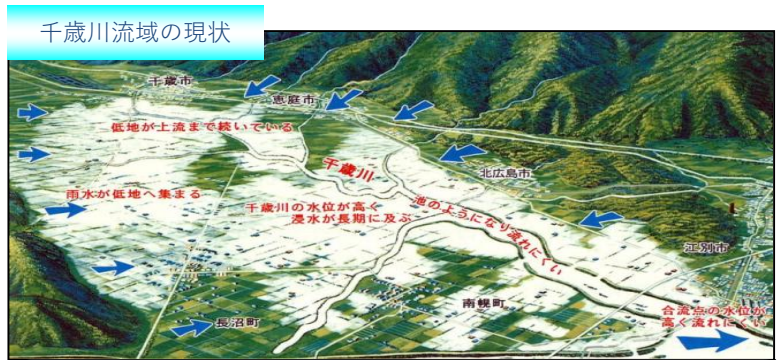 千歳川流域の現状
千歳市
恵庭市
低地が上流まで続いている
千歳川
北広島市
雨水が低地へ集まる
千歳川の水位が高く
浸水が長期に及ぶ
池のようになり流れにくい
江別市
南幌町
長沼町
合流点の水位が
高く流れにくい